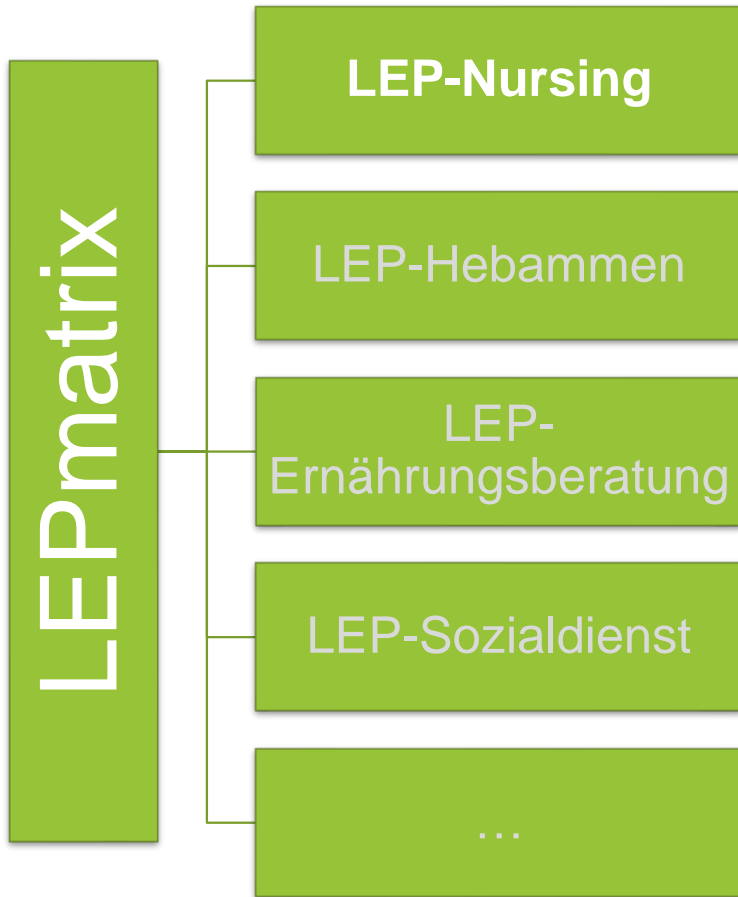 LEPmatrix
LEP-Nursing
LEP-Hebammen
LEP-
Ernährungsberatung
LEP-Sozialdienst
…